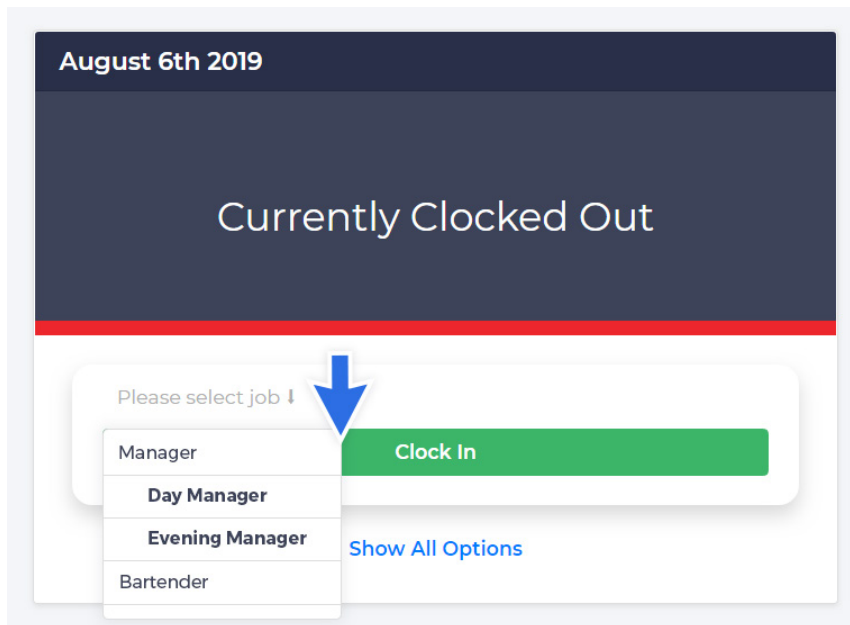 August 6th 2019
Currently Clocked Out
Please select job
Manager
Clock In
Day Manager
Evening Manager
Show All Options
Bartender